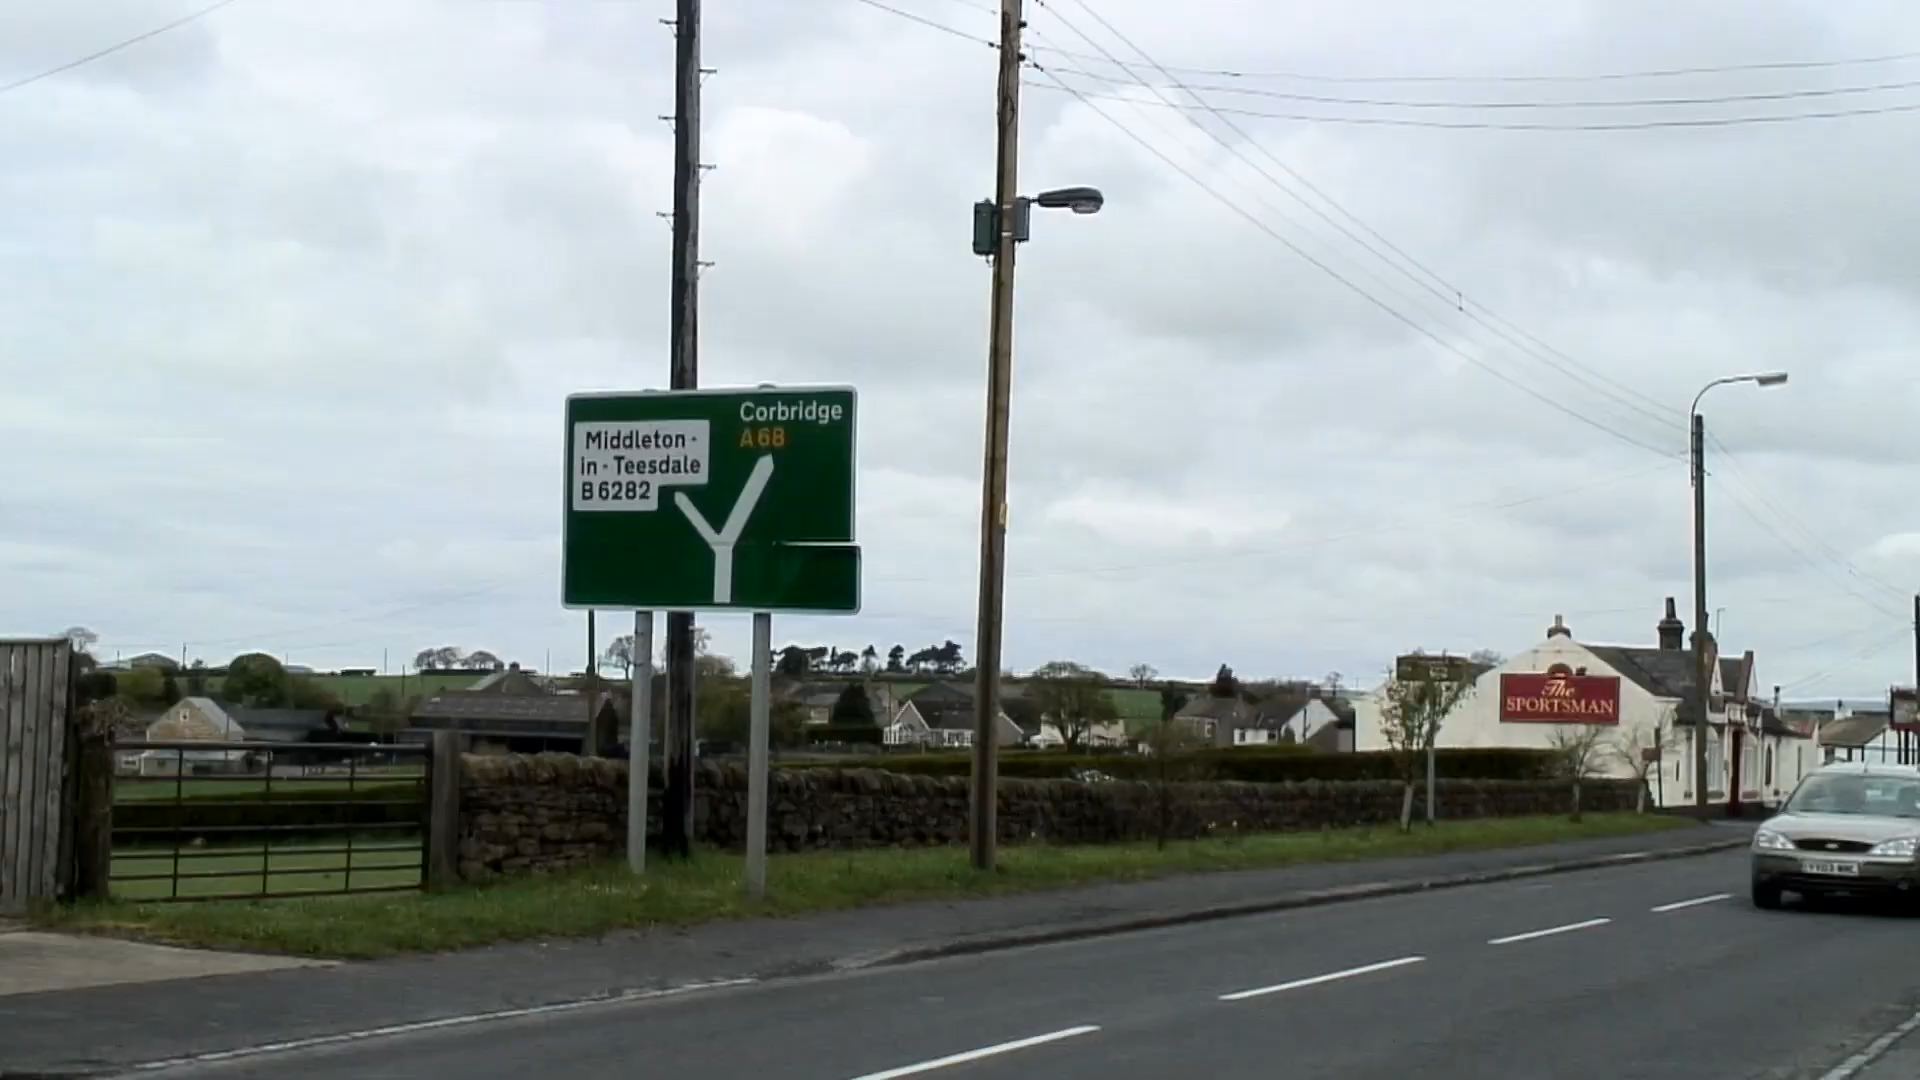 Corbridge
A68
Middleton-
in-Teesdale
B6282
The
SPORTSMAN